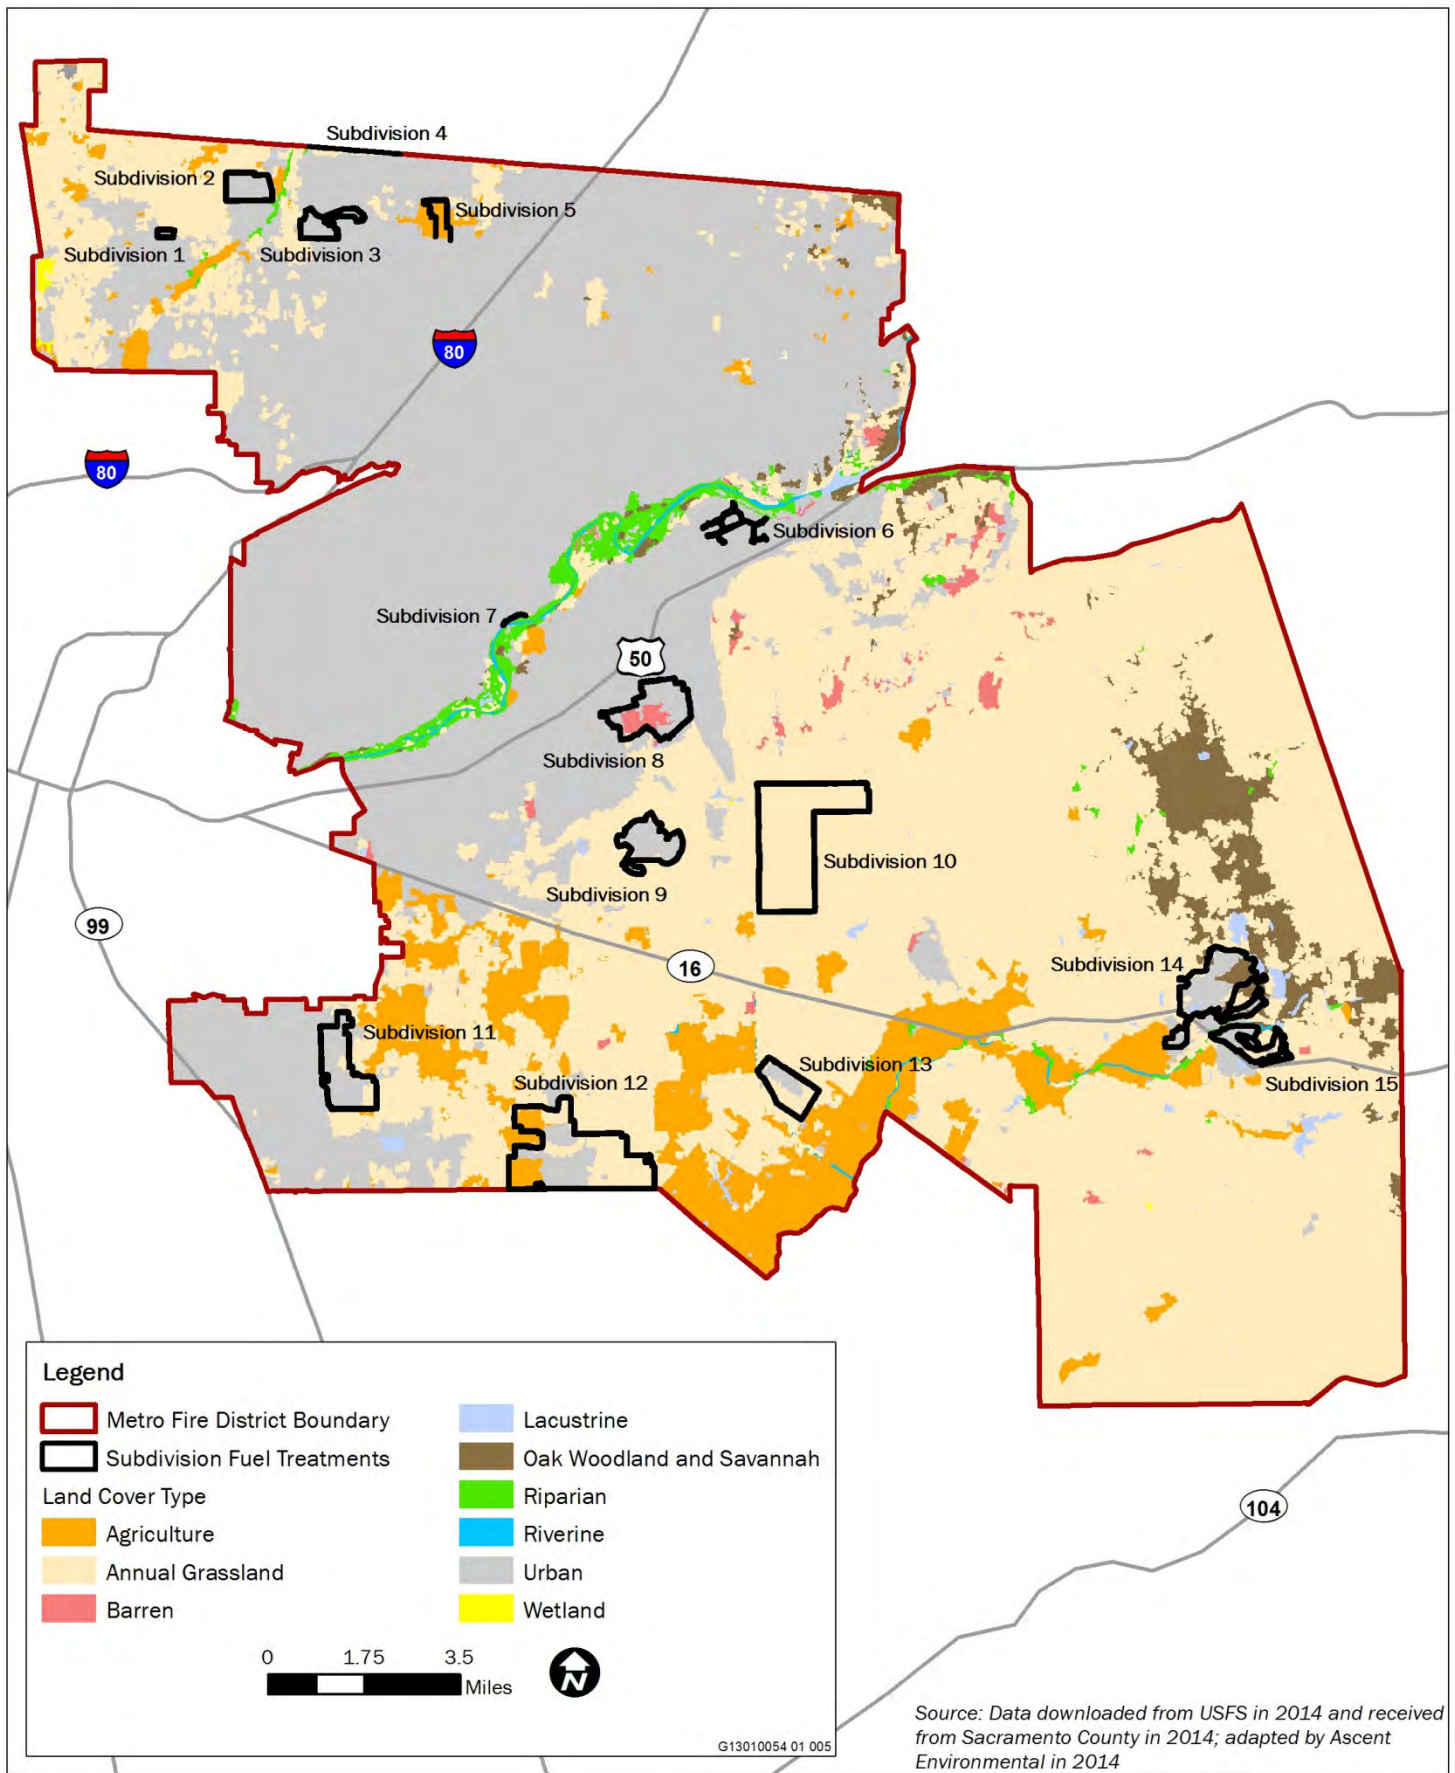 Subdivision 4
Subdivision 2
Subdivision 5
Subdivision 1
Subdivision 3
80
80
Subdivision 6
Subdivision 7
50
Subdivision 8
Subdivision 10
Subdivision 9
99
16
Subdivision 14
Subdivision 11
Subdivision 13
Subdivision 12
Subdivision 15
104
Legend
Metro Fire District Boundary
Subdivision Fuel Treatments
Land Cover Type
Agriculture
Annual Grassland
Barren
Lacustrine
Oak Woodland and Savannah
Riparian
Riverine
Urban
Wetland
0 1.75 3.5
Miles
N
G13010054 01 005
Source: Data downloaded from USFS in 2014 and received
from Sacramento County in 2014; adapted by Ascent
Environmental in 2014